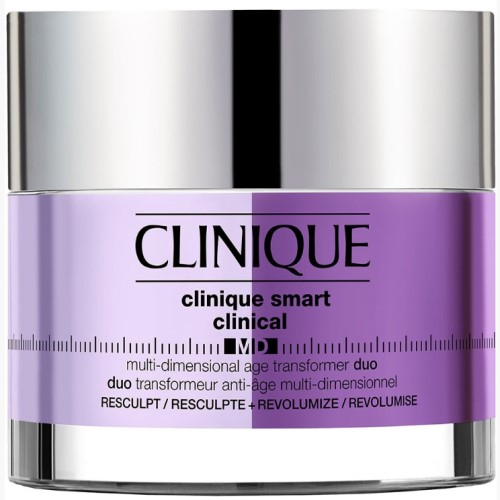 CLINIQUE
clinique smart
clinical
MD
multi-dimensional age transformer duo
duo transformeur anti-âge multi-dimensionnel
RESCULPT / RESCULPTE + REVOLUMIZE / REVOLUMISE